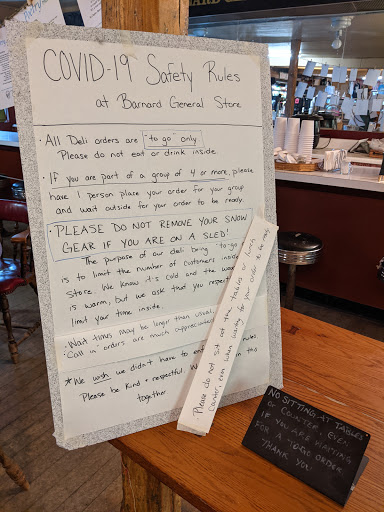 COVID-19 Safety Rules
at Barnard General Store
· All Deli orders are "to go" only
Please do not eat or drink inside.
· If you are part of a group of 4 or more, please
have 1 person place your order for your group
and wait outside for your order to be ready.
· PLEASE DO NOT REMOVE YOUR SNOW
GEAR IF YOU ARE ON A SLED!
The purpose of our deli being "to-go"
is to limit the number of customers inside
store. We know it's cold and the
is warm, but we ask that you respect
limit your time inside.
· Wait times may be longer than usual.
"Call in" orders are much appreciated
* We wish we didn't have to rules
Please be kind & respectful. this
together.
Please do not sit at the tables or lunch
counter, even when waiting for your order to be ready.
NO SITTING AT TABLES
OR COUNTER, EVEN
IF YOU ARE WAITING
FOR A TO GO ORDER
THANK YOU